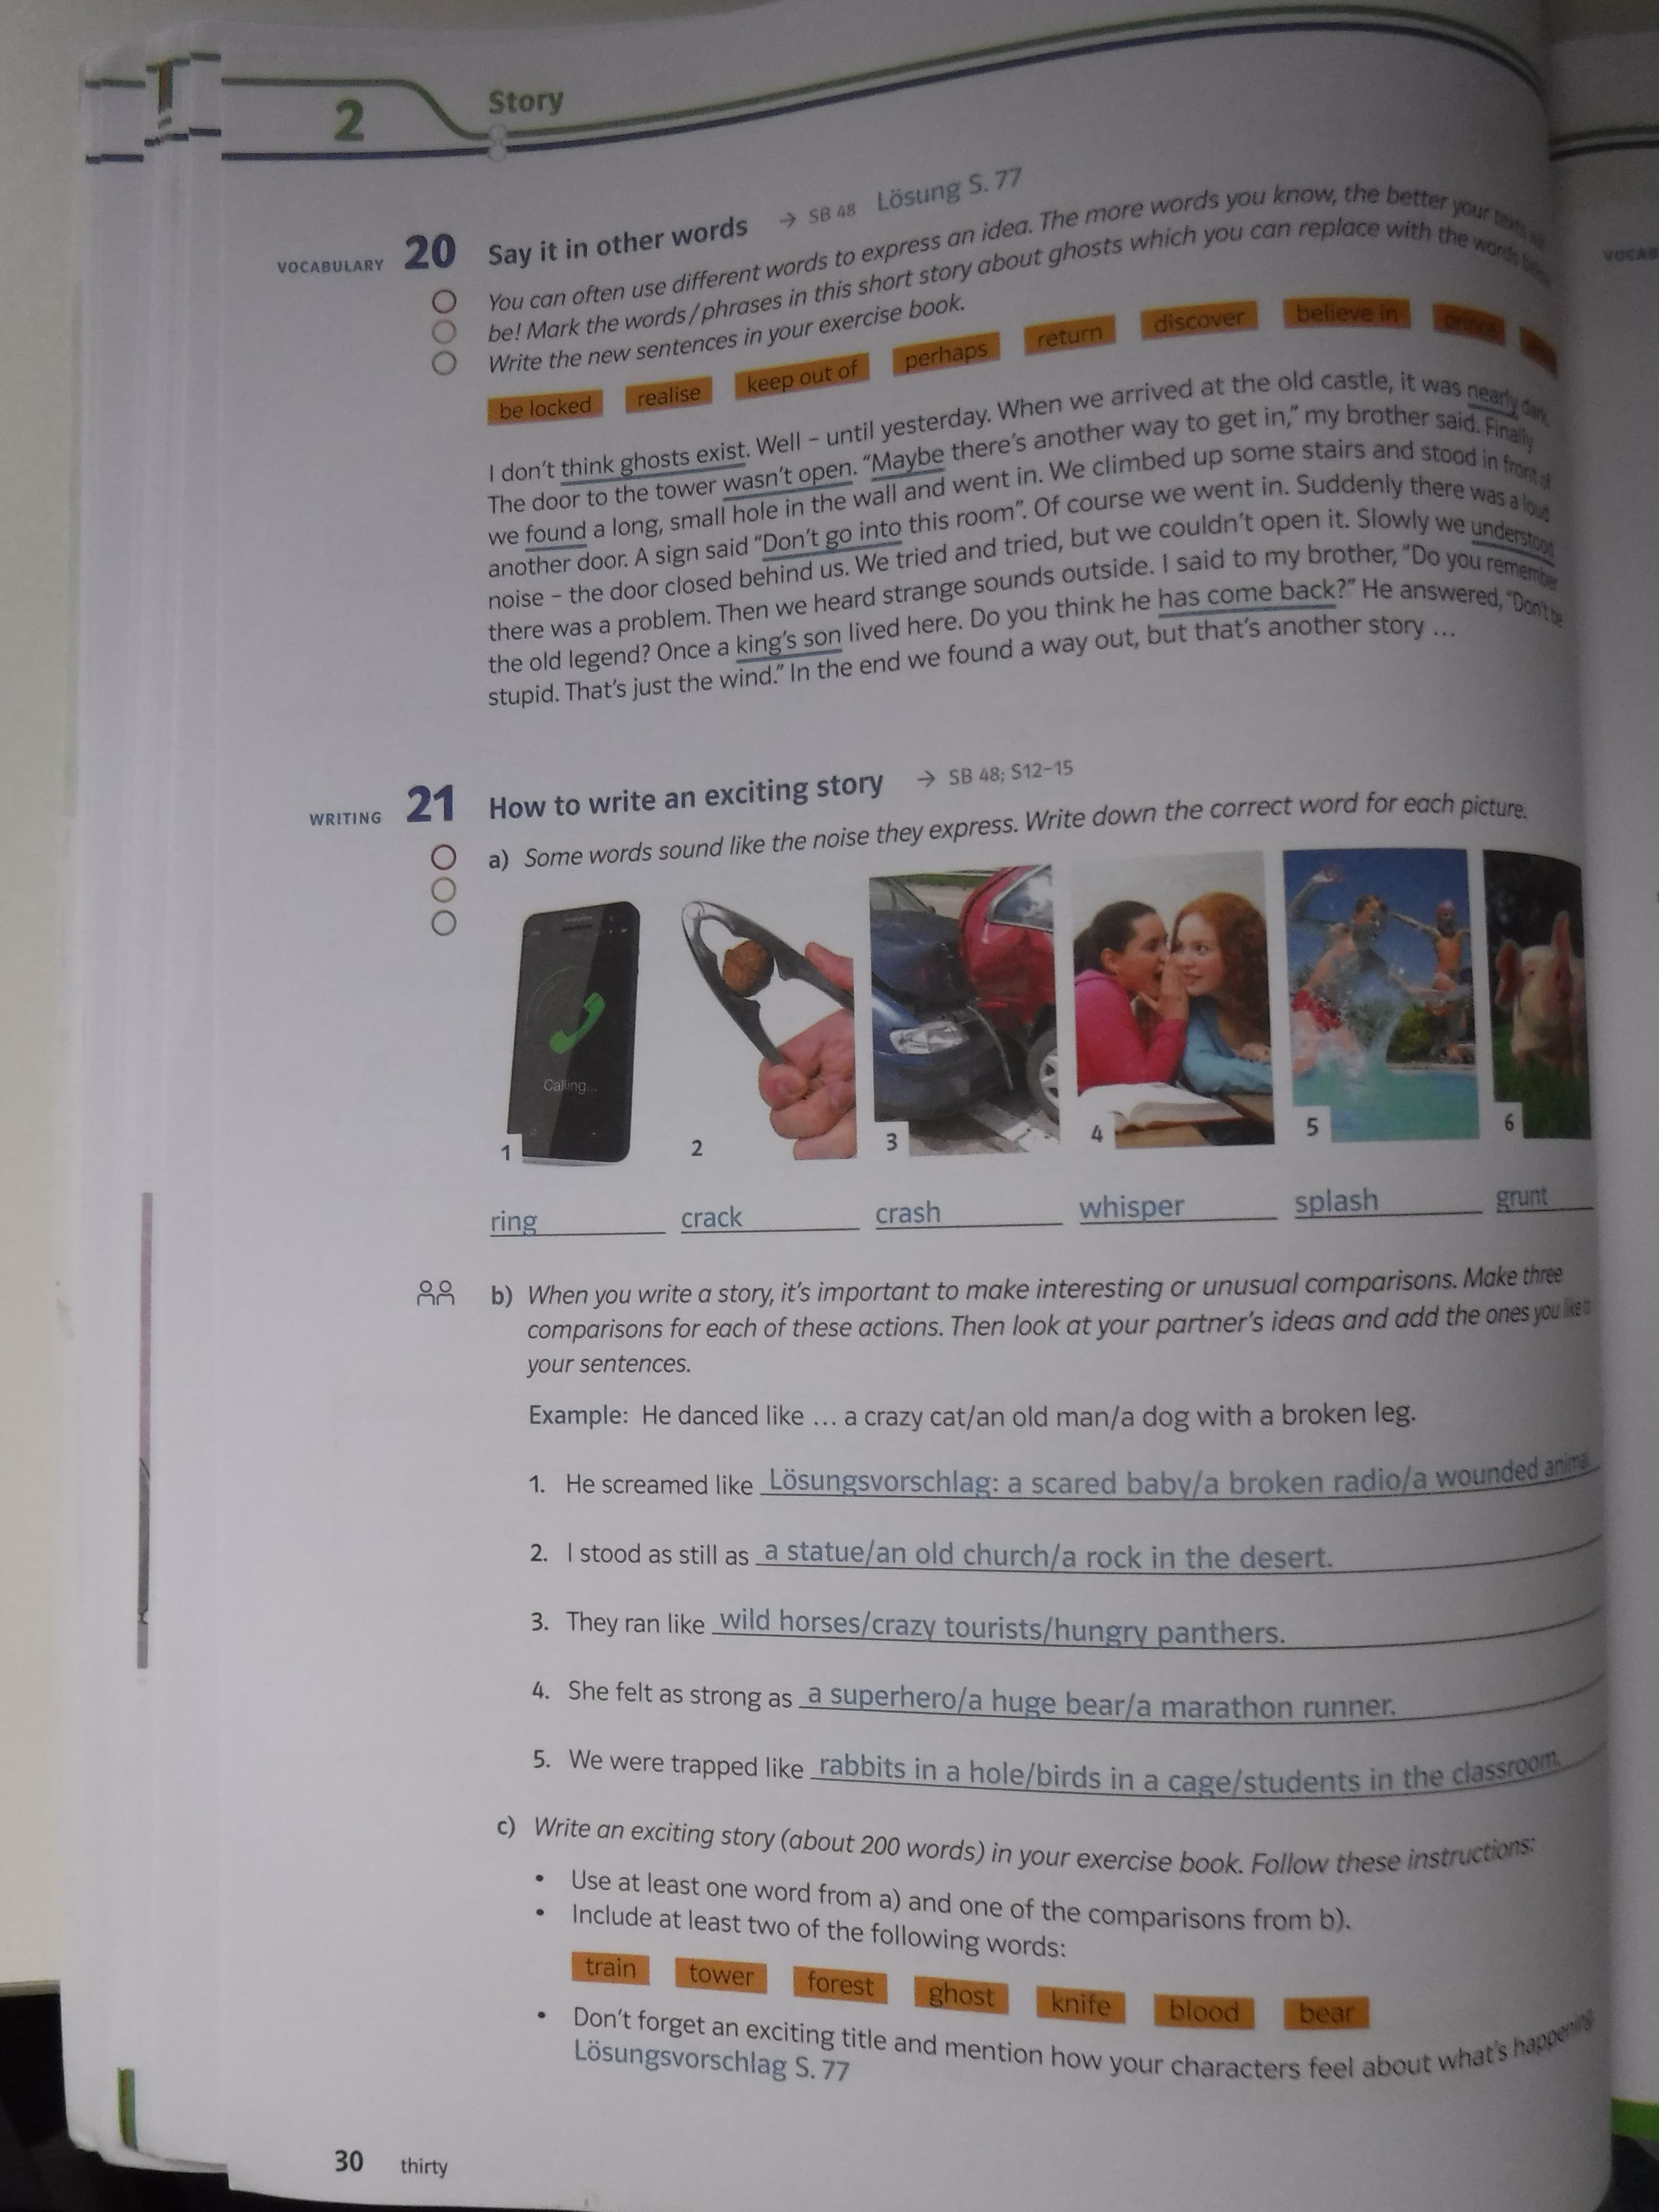 2 Story
VOCABULARY 20 Say it in other words → SB 48 Lösung S. 77
You can often use different words to express an idea. The more words you know, the better your texts
be! Mark the words/phrases in this short story about ghosts which you can replace with the words
Write the new sentences in your exercise book.
be locked realise keep out of perhaps return discover believe in prince
I don't think ghosts exist. Well – until yesterday. When we arrived at the old castle, it was nearly dark.
The door to the tower wasn't open. “Maybe there's another way to get in,” my brother said. Finally
we found a long, small hole in the wall and went in. We climbed up some stairs and stood in front of
another door. A sign said “Don't go into this room”. Of course we went in. Suddenly there was a loud
noise – the door closed behind us. We tried and tried, but we couldn't open it. Slowly we understood
there was a problem. Then we heard strange sounds outside. I said to my brother, “Do you remember
the old legend? Once a king's son lived here. Do you think he has come back?” He answered, “Don't be
stupid. That's just the wind.” In the end we found a way out, but that's another story ...
VOCAB
WRITING 21 How to write an exciting story → SB 48; S12–15
a) Some words sound like the noise they express. Write down the correct word for each picture.
Calling...
1 2 3 4 5 6
ring crack crash whisper splash grunt
b) When you write a story, it's important to make interesting or unusual comparisons. Make three
comparisons for each of these actions. Then look at your partner's ideas and add the ones you like to
your sentences.
Example: He danced like ... a crazy cat/an old man/a dog with a broken leg.
1. He screamed like Lösungsvorschlag: a scared baby/a broken radio/a wounded animal
2. I stood as still as a statue/an old church/a rock in the desert.
3. They ran like wild horses/crazy tourists/hungry panthers.
4. She felt as strong as a superhero/a huge bear/a marathon runner.
5. We were trapped like rabbits in a hole/birds in a cage/students in the classroom.
c) Write an exciting story (about 200 words) in your exercise book. Follow these instructions:
• Use at least one word from a) and one of the comparisons from b).
• Include at least two of the following words:
train tower forest ghost knife blood bear
• Don't forget an exciting title and mention how your characters feel about what's happening
Lösungsvorschlag S. 77
30 thirty